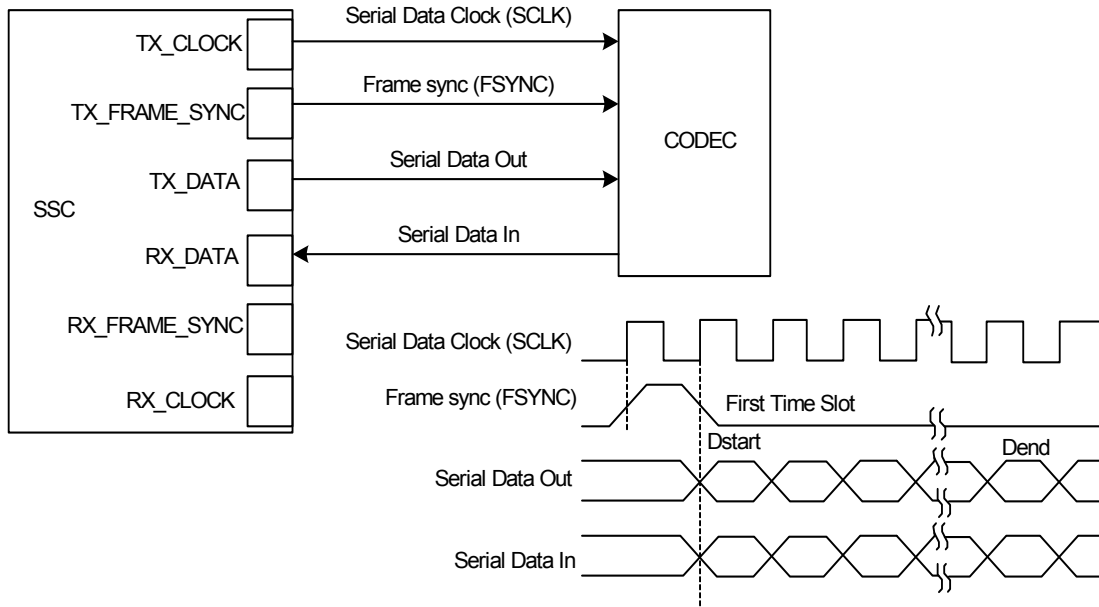 Serial Data Clock (SCLK)
TX_CLOCK
Frame sync (FSYNC)
TX_FRAME_SYNC
CODEC
Serial Data Out
TX_DATA
SSC
Serial Data In
RX_DATA
RX_FRAME_SYNC
RX_CLOCK
Serial Data Clock (SCLK)
Frame sync (FSYNC)
First Time Slot
Dstart
Dend
Serial Data Out
Serial Data In